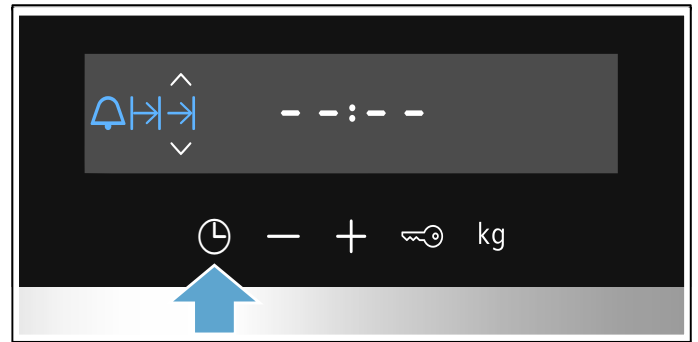 – –:– –
– + kg